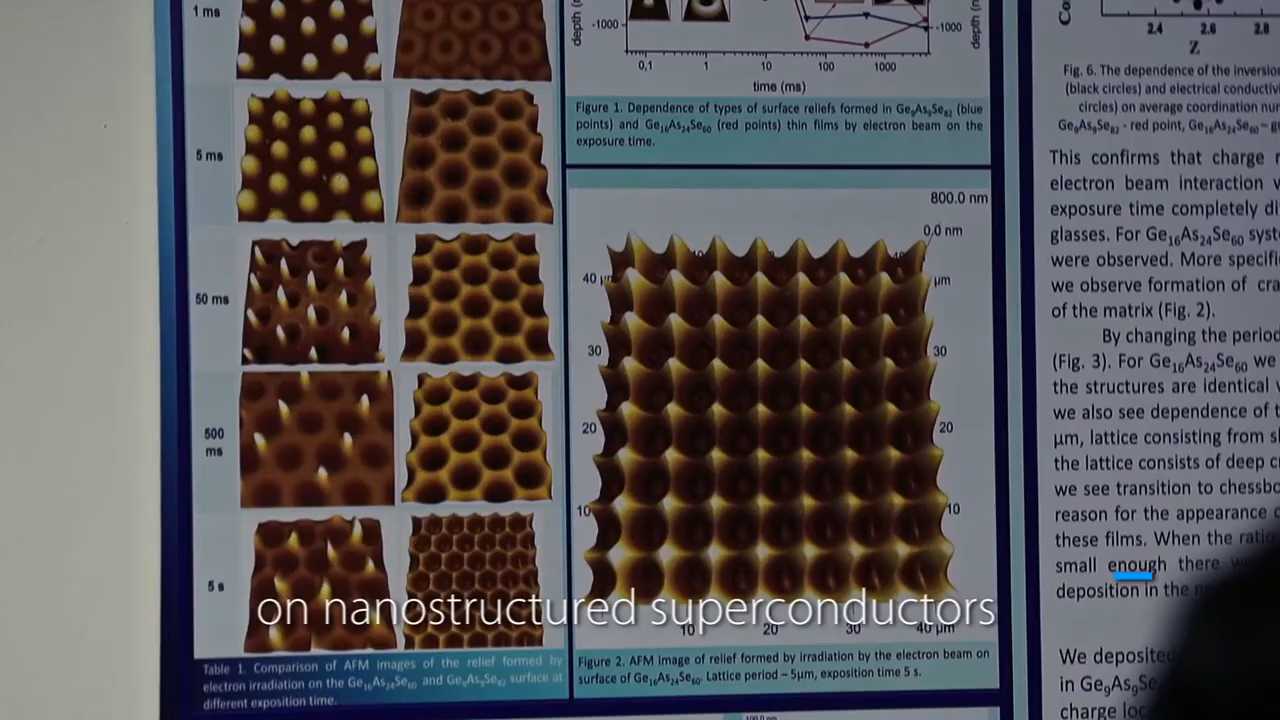 1 ms
5 ms
50 ms
500
ms
5 s
Table 1. Comparison of AFM images of the relief formed by
electron irradiation on the Ge16As24Se60 and Ge9As9Se82 surface at
different exposition time.
depth
-1000
-1000
depth
0,1 1 10 100 1000
time (ms)
Figure 1. Dependence of types of surface reliefs formed in Ge9As9Se82 (blue
points) and Ge16As24Se60 (red points) thin films by electron beam on the
exposure time.
800.0 nm
0.0 nm
40 μm
μm
30 30
20 20
10 10
10 20 30 40 μm
Figure 2. AFM image of relief formed by irradiation by the electron beam on
surface of Ge16As24Se60. Lattice period – 5μm, exposition time 5 s.
100.0 nm
2.4 2.6 2.8
Z
Fig. 6. The dependence of the inversion
(black circles) and electrical
circles) on average coordination
Ge9As9Se82 - red point, Ge16As24Se60 –
This confirms that charge
electron beam interaction
exposure time completely
glasses. For Ge16As24Se60
were observed. More
we observe formation of
of the matrix (Fig. 2).
By changing the period
(Fig. 3). For Ge16As24Se60 we
the structures are identical
we also see dependence of
μm, lattice consisting from
the lattice consists of deep
we see transition to
reason for the appearance
these films. When the
small enough there
deposition in the
We deposited
in Ge9As9Se
charge
on nanostructured superconductors